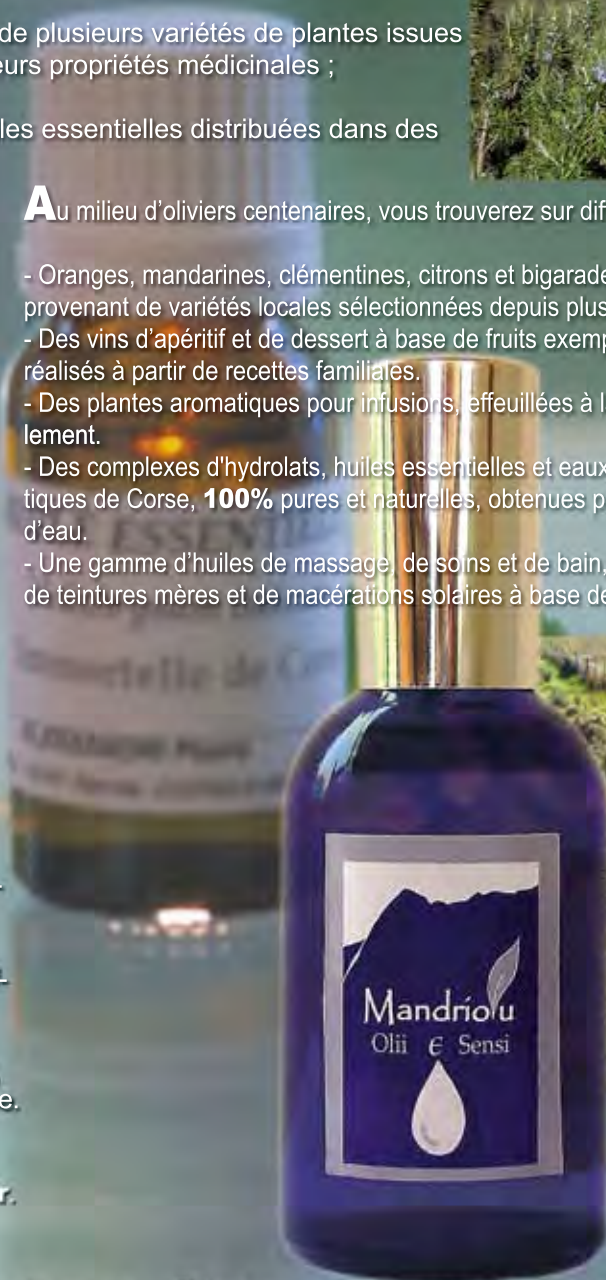 de plusieurs variétés de plantes issues
eurs propriétés médicinales ;
les essentielles distribuées dans des
Au milieu d’oliviers centenaires, vous trouverez sur dif
- Oranges, mandarines, clémentines, citrons et bigarade
provenant de variétés locales sélectionnées depuis plus
- Des vins d’apéritif et de dessert à base de fruits exemp
réalisés à partir de recettes familiales.
- Des plantes aromatiques pour infusions, effeuillées à l
lement.
- Des complexes d'hydrolats, huiles essentielles et eaux
tiques de Corse, 100% pures et naturelles, obtenues p
d’eau.
- Une gamme d’huiles de massage, de soins et de bain,
de teintures mères et de macérations solaires à base de
ESSENTIEL
Immortelle de Co
-
e.
r.
Mandriolu
Olii e Sensi